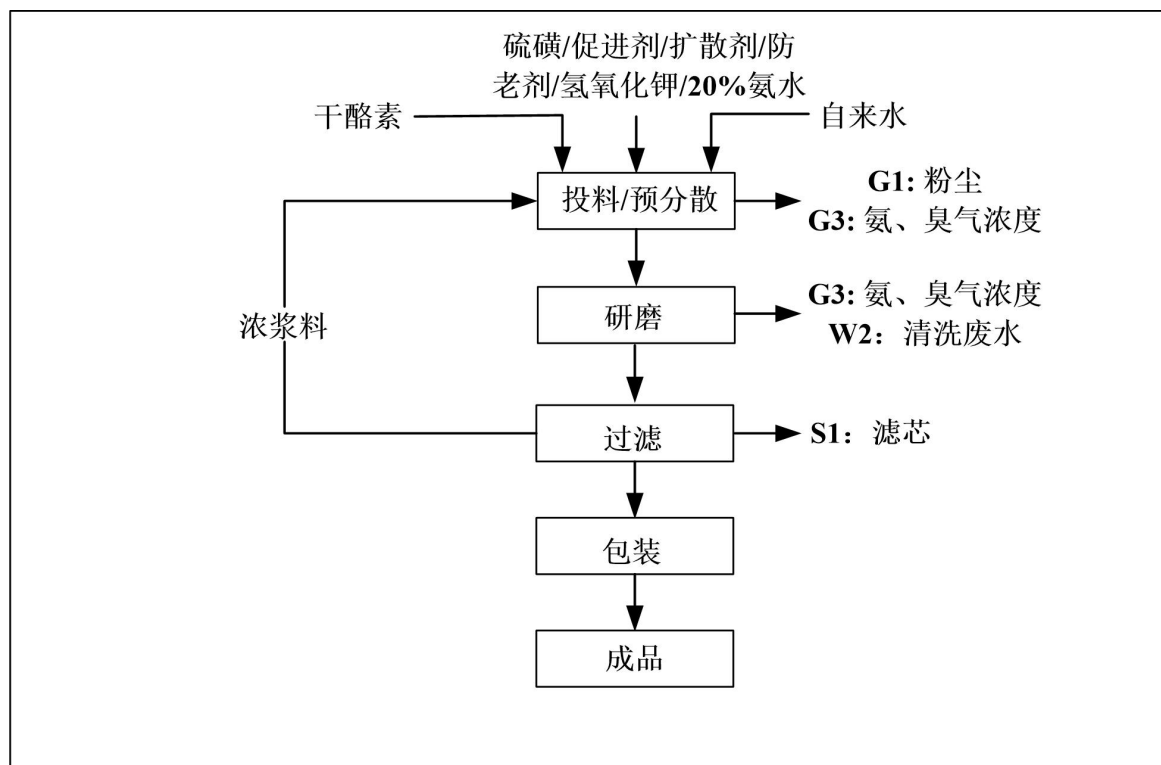 硫磺/促进剂/扩散剂/防
老剂/氢氧化钾/20%氨水
干酪素
自来水
投料/预分散
G1: 粉尘
G3: 氨、臭气浓度
研磨
G3: 氨、臭气浓度
W2：清洗废水
浓浆料
过滤
S1：滤芯
包装
成品